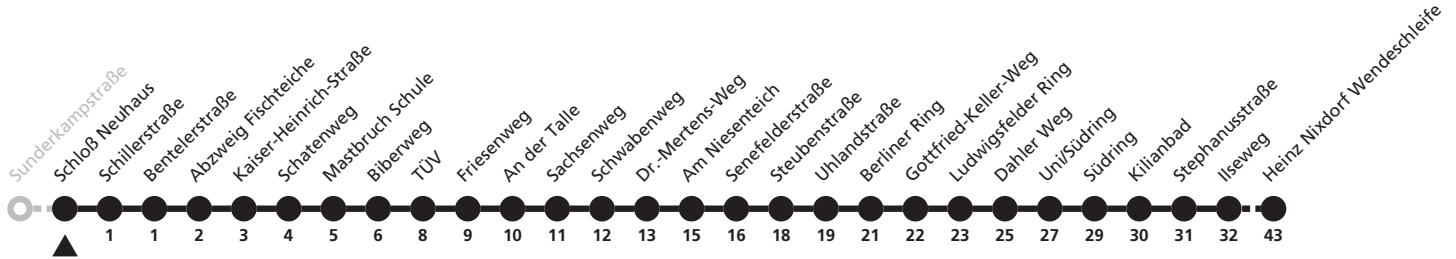 Sunderkampstraße
Schloß Neuhaus
Schillerstraße
Bentelerstraße
Abzweig Fischteiche
Kaiser-Heinrich-Straße
Schatenweg
Mastbruch Schule
Biberweg
TÜV
Friesenweg
An der Talle
Sachsenweg
Schwabenweg
Dr.-Mertens-Weg
Am Niesenteich
Senefelderstraße
Steubenstraße
Uhlandstraße
Berliner Ring
Gottfried-Keller-Weg
Ludwigsfelder Ring
Dahler Weg
Uni/Südring
Südring
Kilianbad
Stephanusstraße
Ilseweg
Heinz Nixdorf Wendeschleife
1 1 2 3 4 5 6 8 9 10 11 12 13 15 16 18 19 21 22 23 25 27 29 30 31 32 43